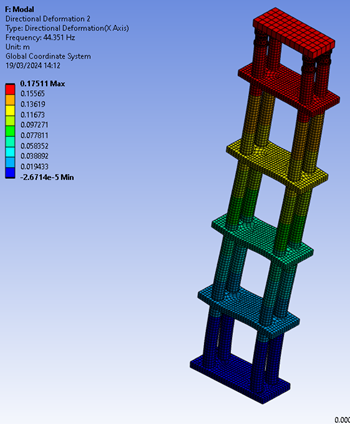 F: Modal
Directional Deformation 2
Type: Directional Deformation(X Axis)
Frequency: 44.351 Hz
Unit: m
Global Coordinate System
19/03/2024 14:12
0.17511 Max
0.15565
0.13619
0.11673
0.097271
0.077811
0.058352
0.038892
0.019433
-2.6714e-5 Min